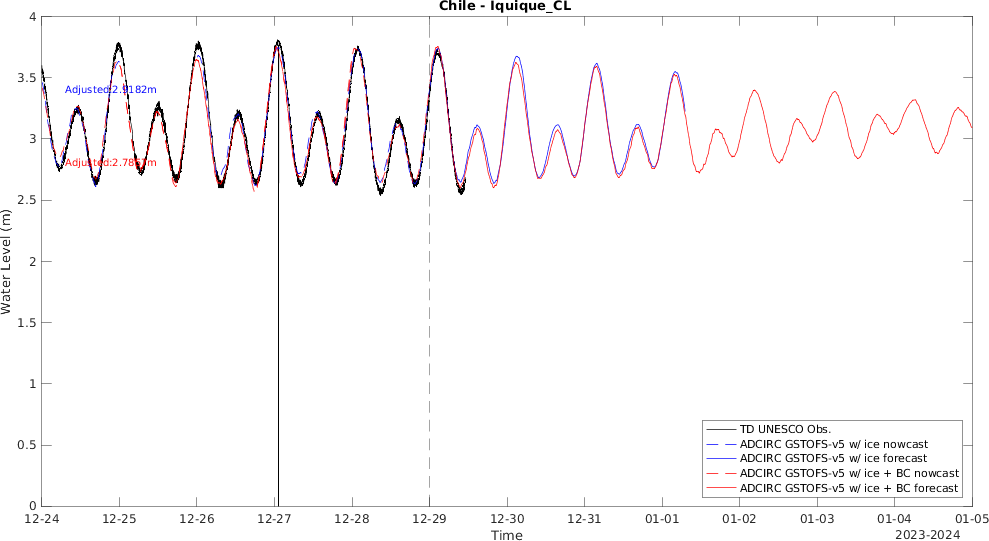 Chile - Iquique_CL
Water Level (m)
4
3.5
3
2.5
2
1.5
1
0.5
0
Adjusted:2.9182m
TD UNESCO Obs.
ADCIRC GSTOFS-v5 w/ ice nowcast
ADCIRC GSTOFS-v5 w/ ice forecast
ADCIRC GSTOFS-v5 w/ ice + BC nowcast
ADCIRC GSTOFS-v5 w/ ice + BC forecast
12-24 12-25 12-26 12-27 12-28 12-29 12-30 12-31 01-01 01-02 01-03 01-04 01-05
Time
2023-2024